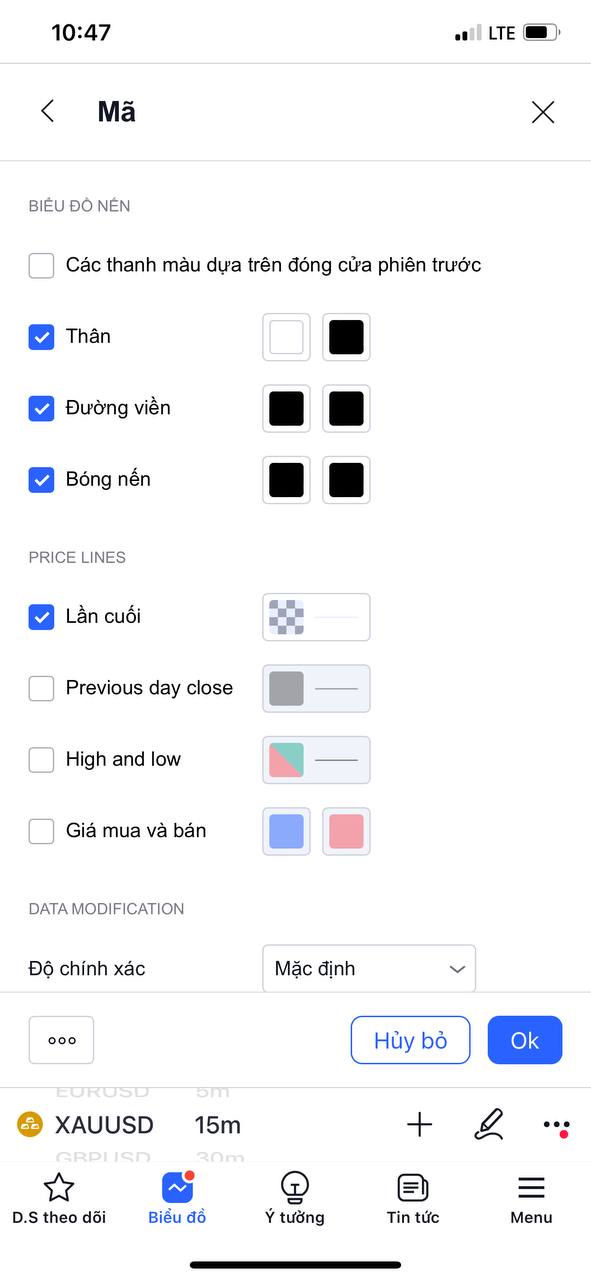 10:47
LTE
Mã
BIỂU ĐỒ NẾN
Các thanh màu dựa trên đóng cửa phiên trước
Thân
Đường viền
Bóng nến
PRICE LINES
Lần cuối
Previous day close
High and low
Giá mua và bán
DATA MODIFICATION
Độ chính xác
Mặc định
Hủy bỏ
Ok
EURUSD 5m
XAUUSD 15m
GBPUSD 30m
D.S theo dõi
Biểu đồ
Ý tưởng
Tin tức
Menu